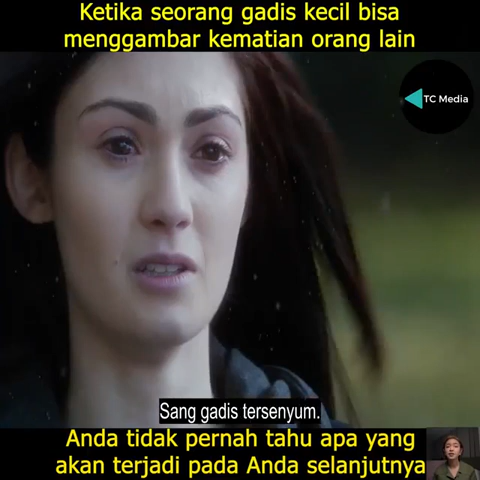 Ketika seorang gadis kecil bisa
menggambar kematian orang lain
TC Media
Sang gadis tersenyum.
Anda tidak pernah tahu apa yang
akan terjadi pada Anda selanjutnya